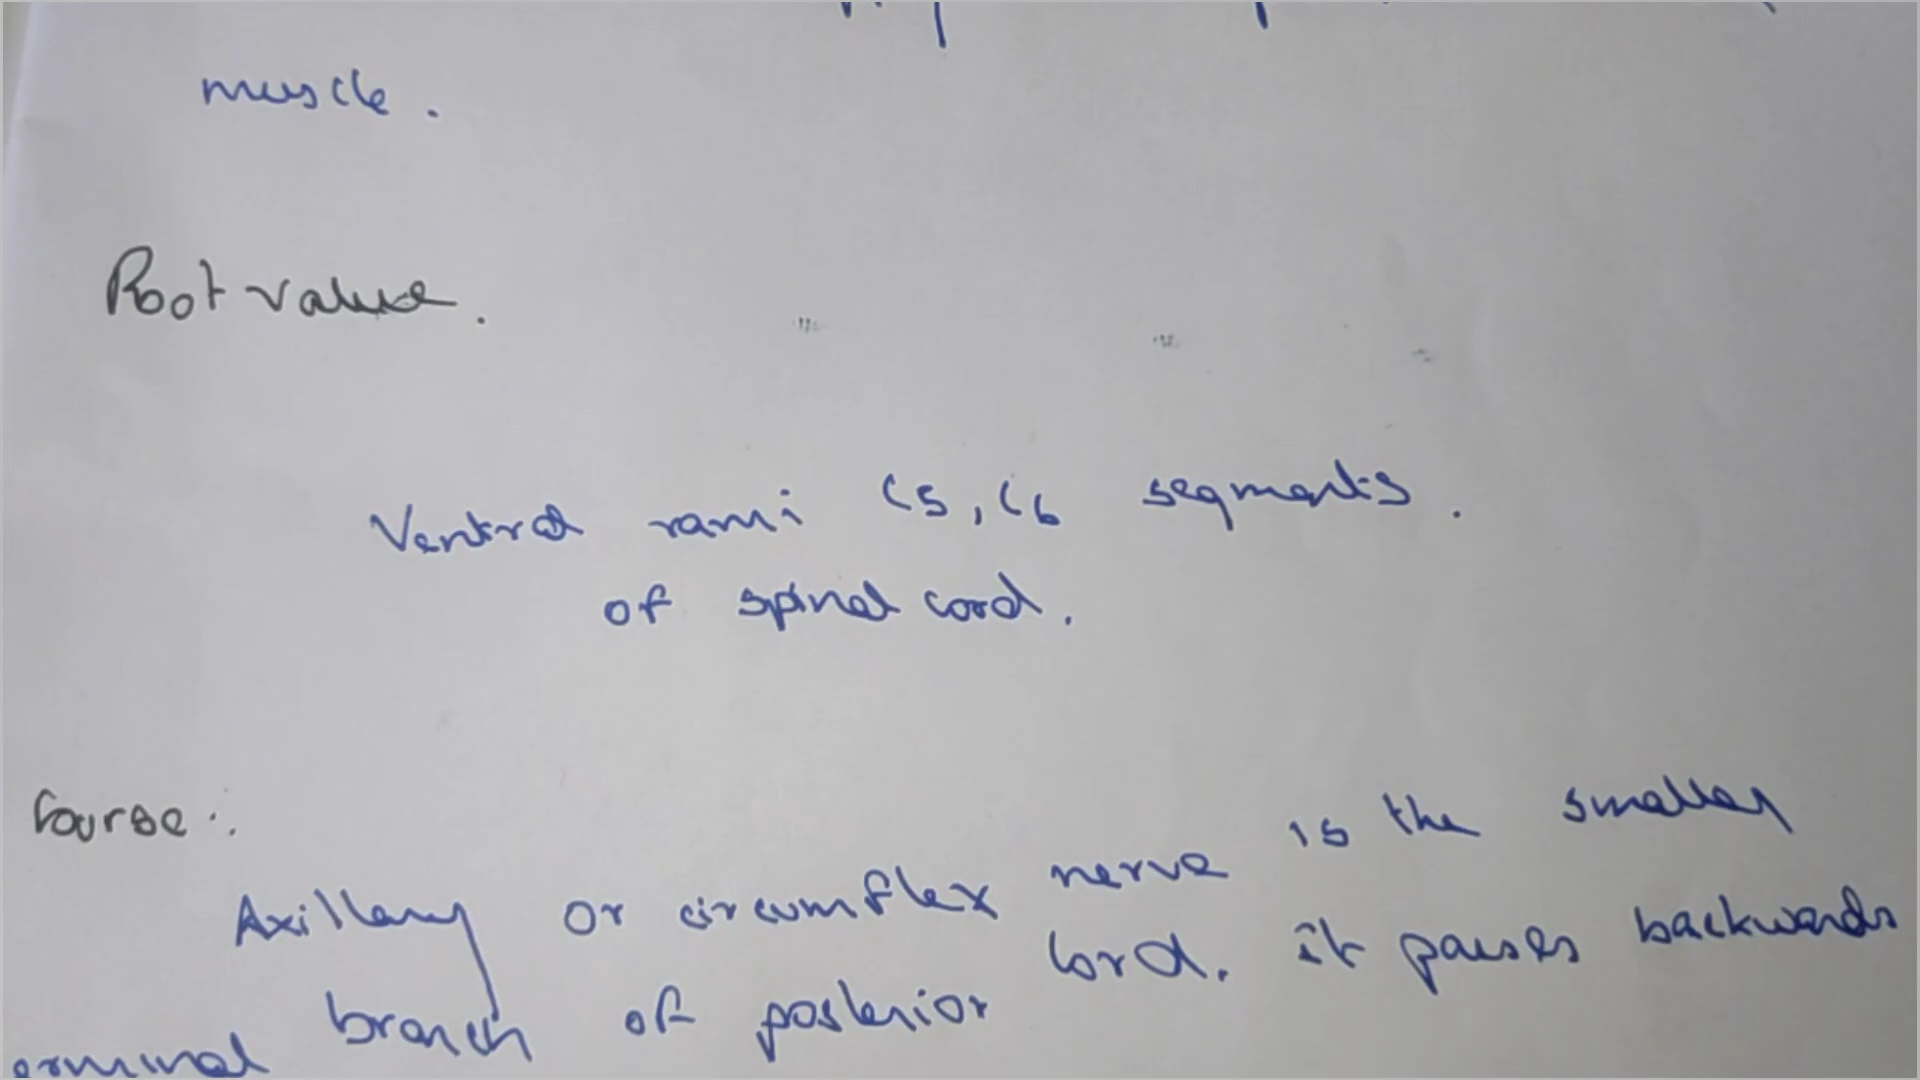 muscle.
Root value.
Ventral rami C5, C6 segments.
of spinal cord.
Course :.
Axillary or circumflex nerve is the smaller
branch of posterior cord. it passes backwards